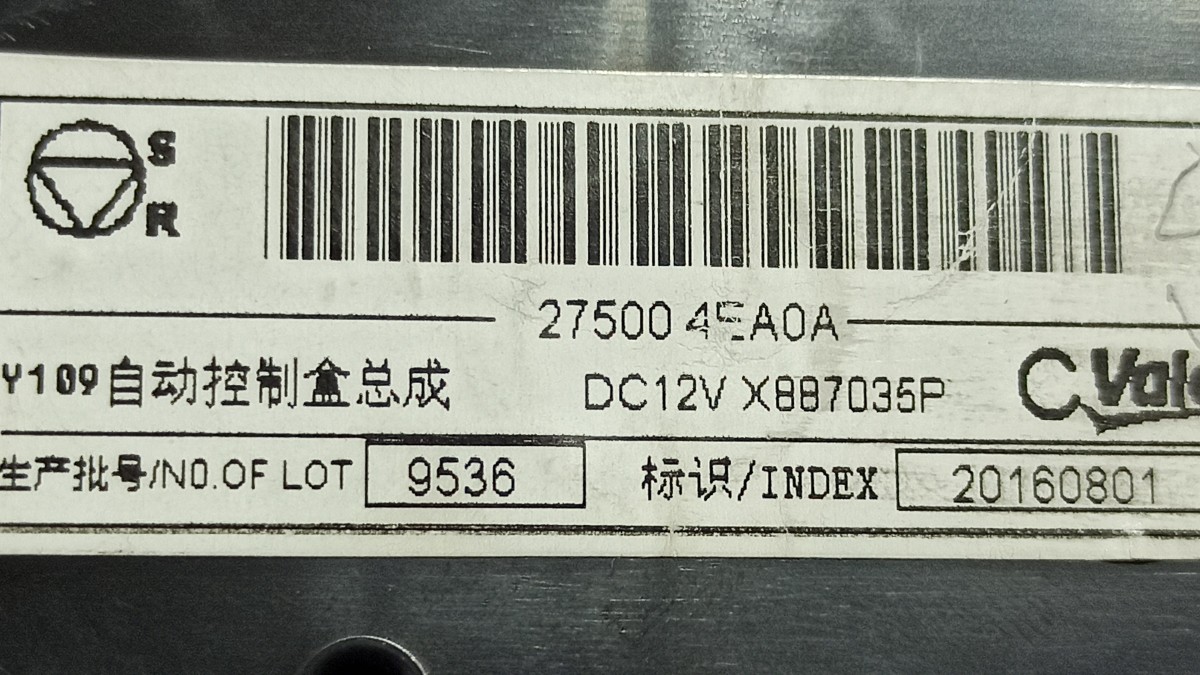 S
R
27500 4EA0A
Y109自动控制盒总成 DC12V X887035P
生产批号/NO.OF LOT 9536 标识/INDEX 20160801